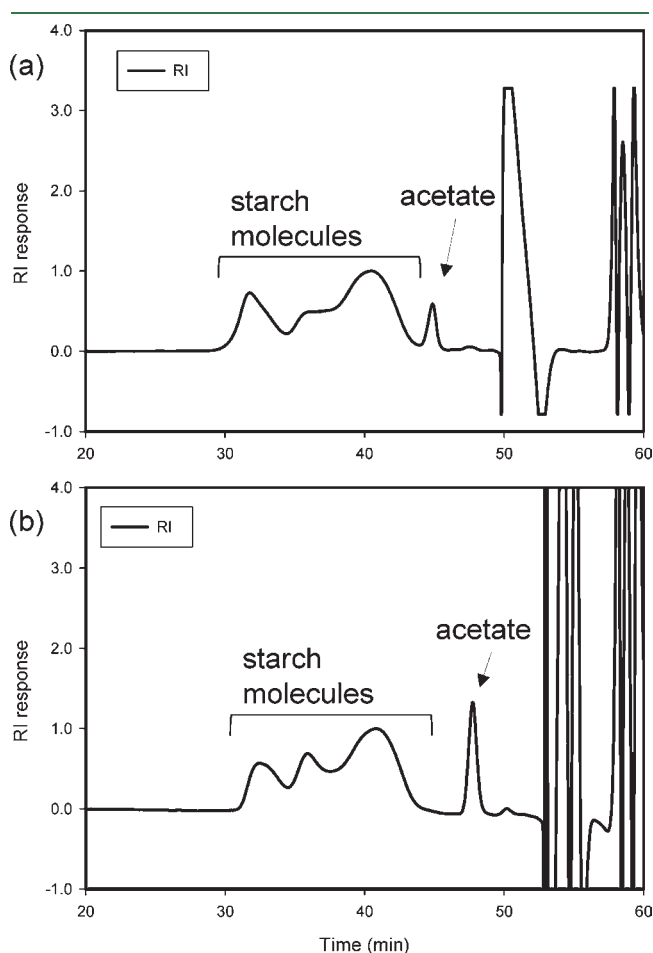 (a)
RI
starch
molecules
acetate
RI response
4.0
3.0
2.0
1.0
0.0
-1.0
20 30 40 50 60
(b)
RI
starch
molecules
acetate
RI response
4.0
3.0
2.0
1.0
0.0
-1.0
20 30 40 50 60
Time (min)